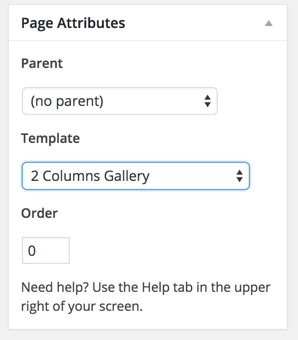 Page Attributes
Parent
(no parent)
Template
2 Columns Gallery
Order
0
Need help? Use the Help tab in the upper
right of your screen.